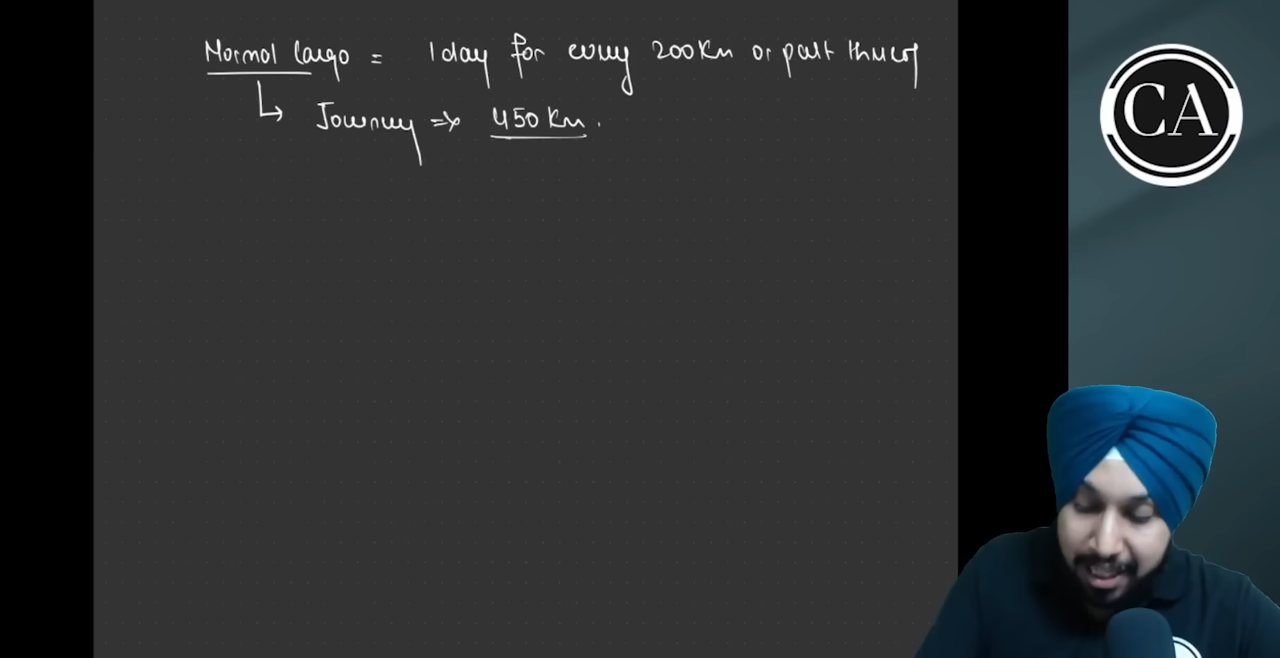 Normal Cargo = 1 day for every 200 Km or part thereof
↳ Journey => 450 Km.
CA